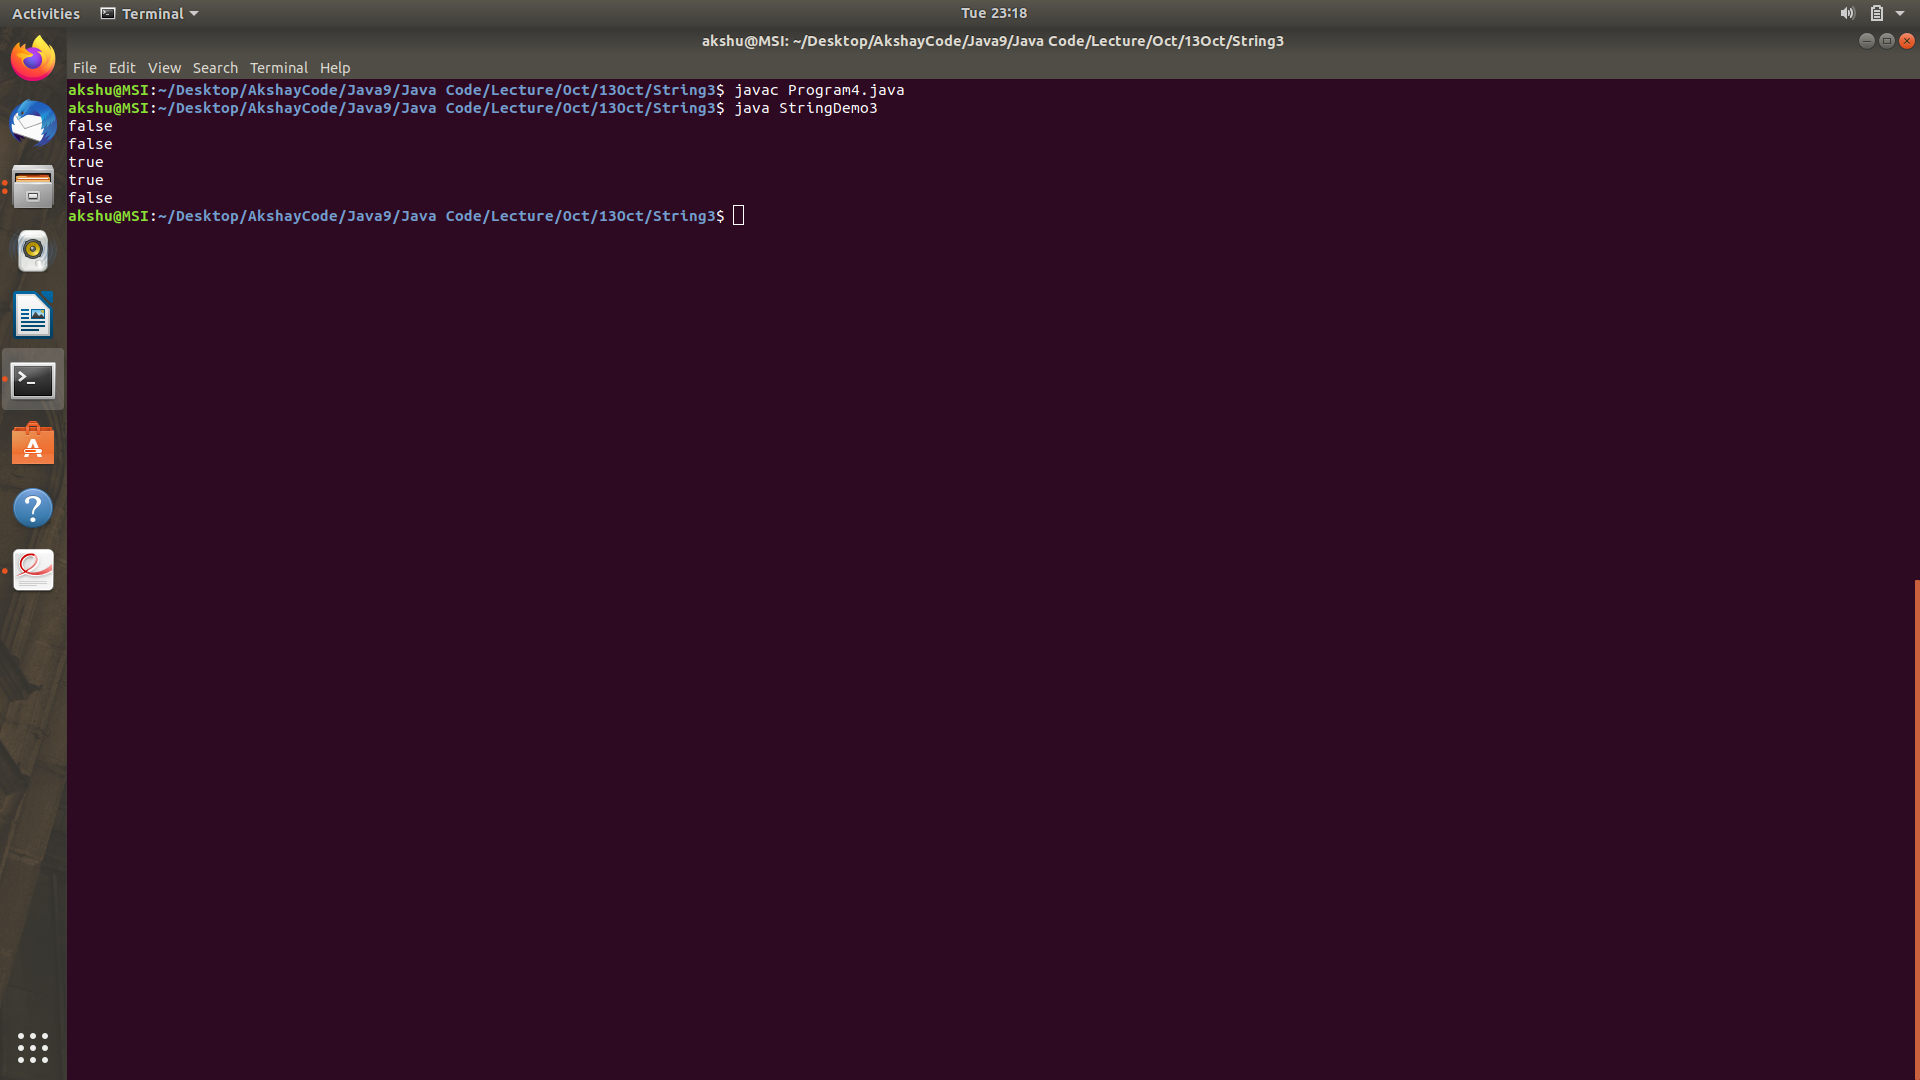 Activities Terminal Tue 23:18
akshu@MSI: ~/Desktop/AkshayCode/Java9/Java Code/Lecture/Oct/13Oct/String3
File Edit View Search Terminal Help
akshu@MSI:~/Desktop/AkshayCode/Java9/Java Code/Lecture/Oct/13Oct/String3$ javac Program4.java
akshu@MSI:~/Desktop/AkshayCode/Java9/Java Code/Lecture/Oct/13Oct/String3$ java StringDemo3
false
false
true
true
false
akshu@MSI:~/Desktop/AkshayCode/Java9/Java Code/Lecture/Oct/13Oct/String3$